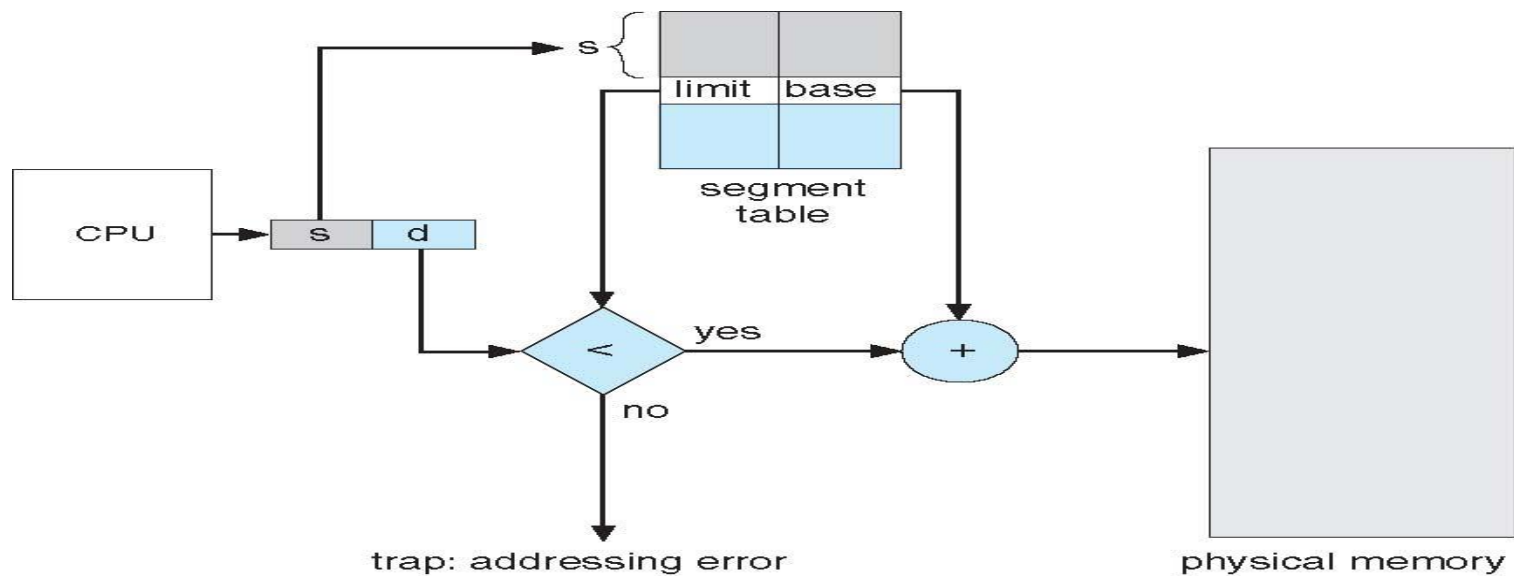 s
limit base
segment
table
CPU
s d
<
yes
+
no
trap: addressing error
physical memory